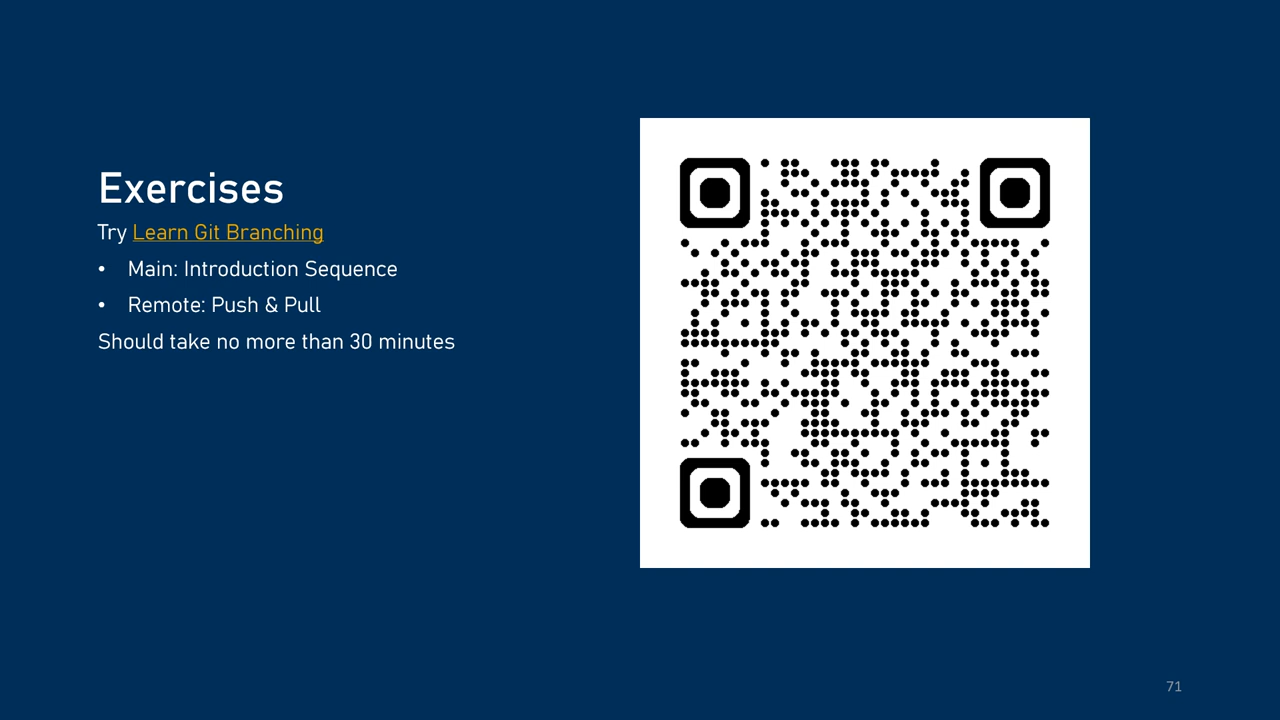 Exercises
Try Learn Git Branching
• Main: Introduction Sequence
• Remote: Push & Pull
Should take no more than 30 minutes
71